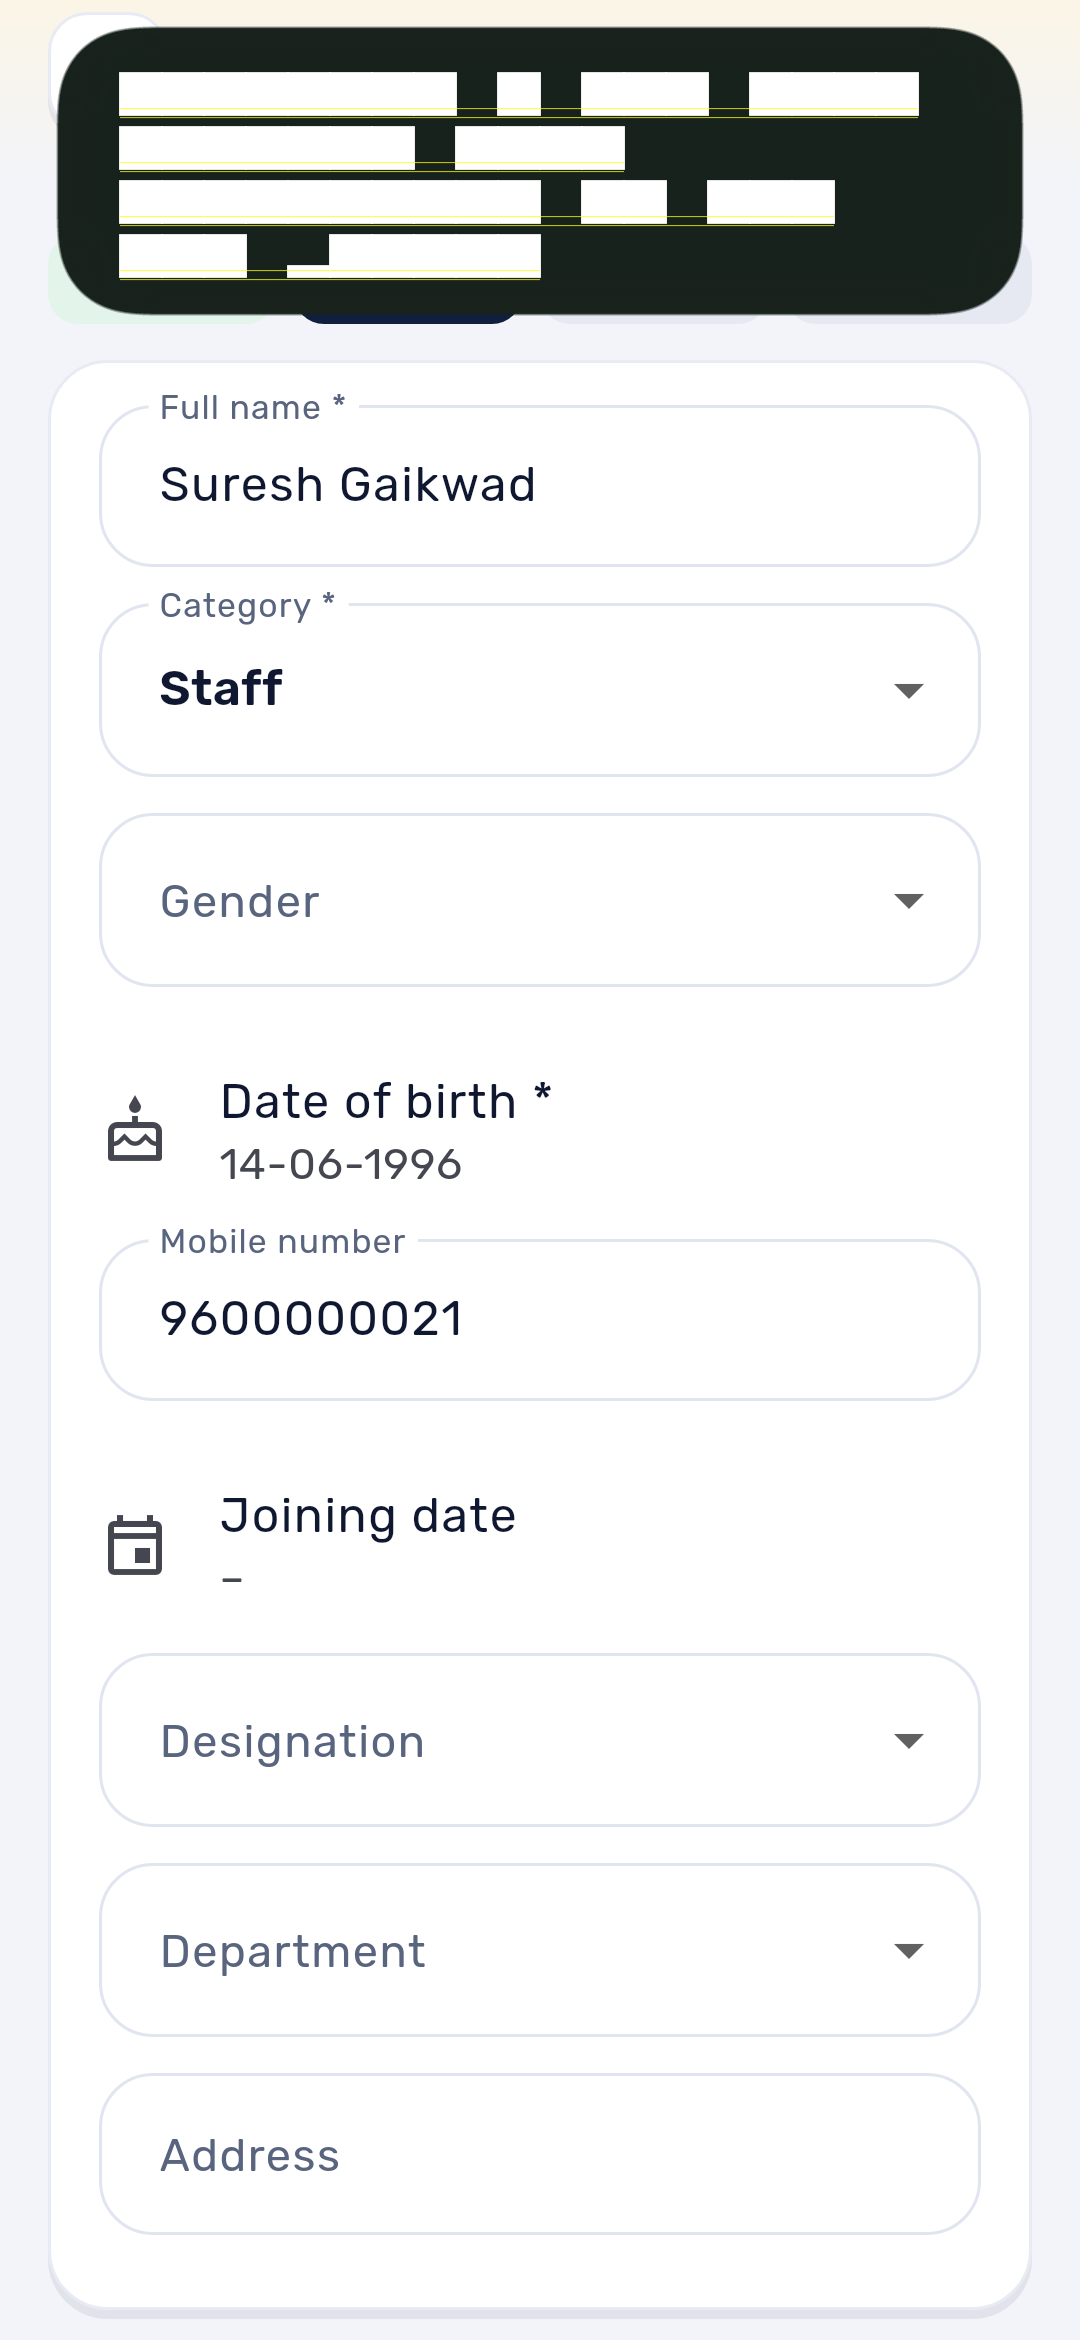 Full name *
Suresh Gaikwad
Category *
Staff
Gender
Date of birth *
14-06-1996
Mobile number
9600000021
Joining date
–
Designation
Department
Address